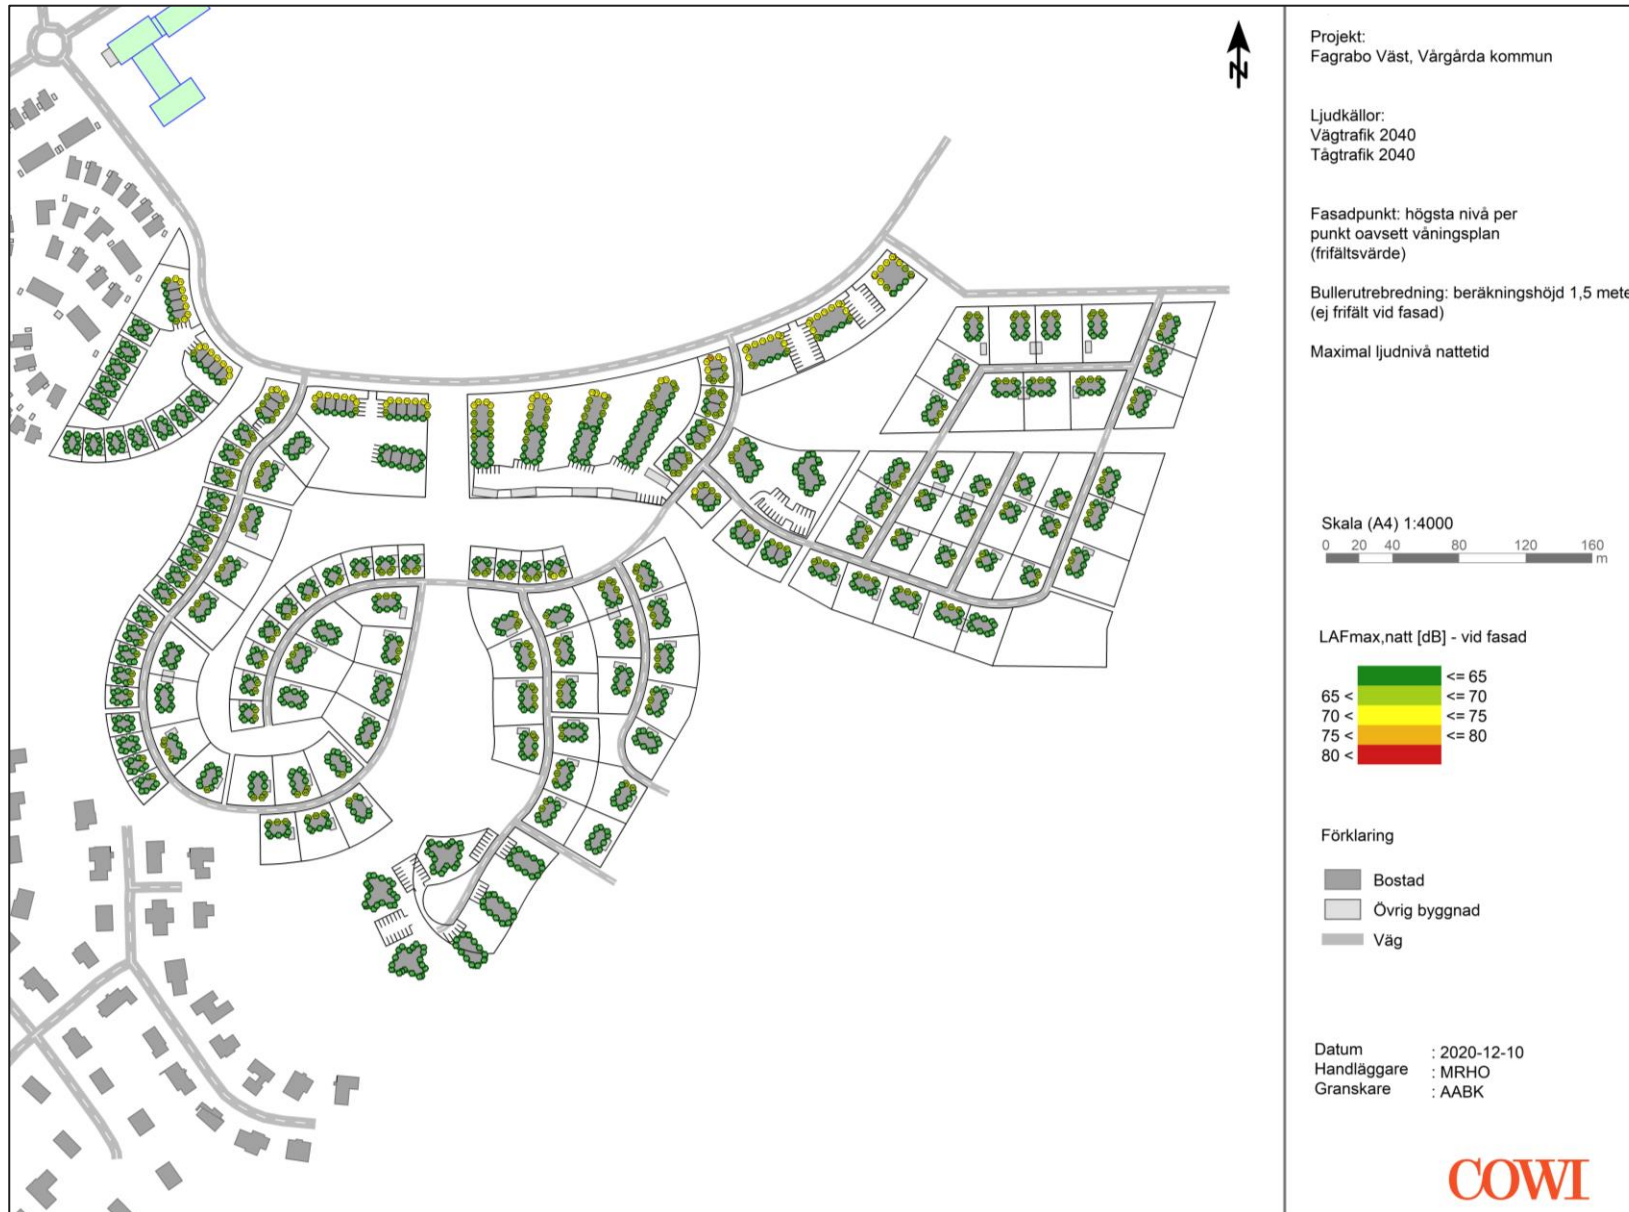 N
Projekt:
Fagrabo Väst, Vårgårda kommun
Ljudkällor:
Vägtrafik 2040
Tågtrafik 2040
Fasadpunkt: högsta nivå per
punkt oavsett våningsplan
(frifältsvärde)
Bullerutrebredning: beräkningshöjd 1,5 mete
(ej frifält vid fasad)
Maximal ljudnivå nattetid
Skala (A4) 1:4000
0 20 40 80 120 160
m
LAFmax,natt [dB] - vid fasad
<= 65
65 < <= 70
70 < <= 75
75 < <= 80
80 <
Förklaring
Bostad
Övrig byggnad
Väg
Datum : 2020-12-10
Handläggare : MRHO
Granskare : AABK
COWI